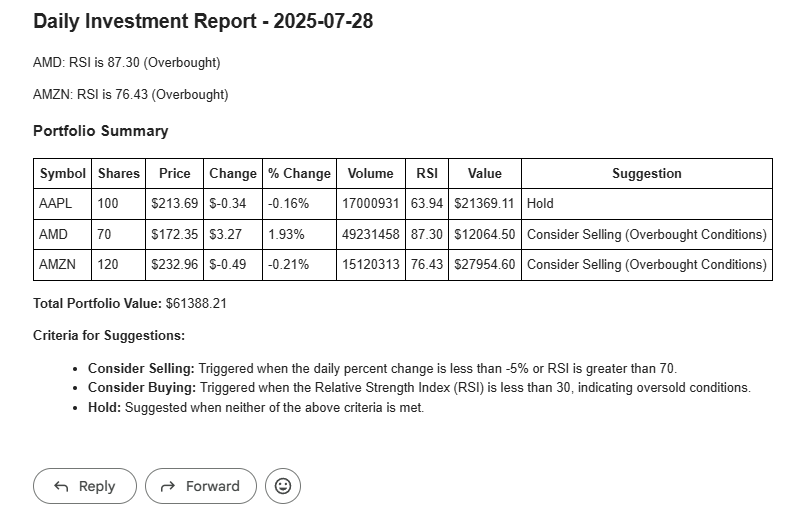 Daily Investment Report - 2025-07-28
AMD: RSI is 87.30 (Overbought)
AMZN: RSI is 76.43 (Overbought)
Portfolio Summary
Symbol Shares Price Change % Change Volume RSI Value Suggestion
AAPL 100 $213.69 $-0.34 -0.16% 17000931 63.94 $21369.11 Hold
AMD 70 $172.35 $3.27 1.93% 49231458 87.30 $12064.50 Consider Selling (Overbought Conditions)
AMZN 120 $232.96 $-0.49 -0.21% 15120313 76.43 $27954.60 Consider Selling (Overbought Conditions)
Total Portfolio Value: $61388.21
Criteria for Suggestions:
• Consider Selling: Triggered when the daily percent change is less than -5% or RSI is greater than 70.
• Consider Buying: Triggered when the Relative Strength Index (RSI) is less than 30, indicating oversold conditions.
• Hold: Suggested when neither of the above criteria is met.
Reply Forward